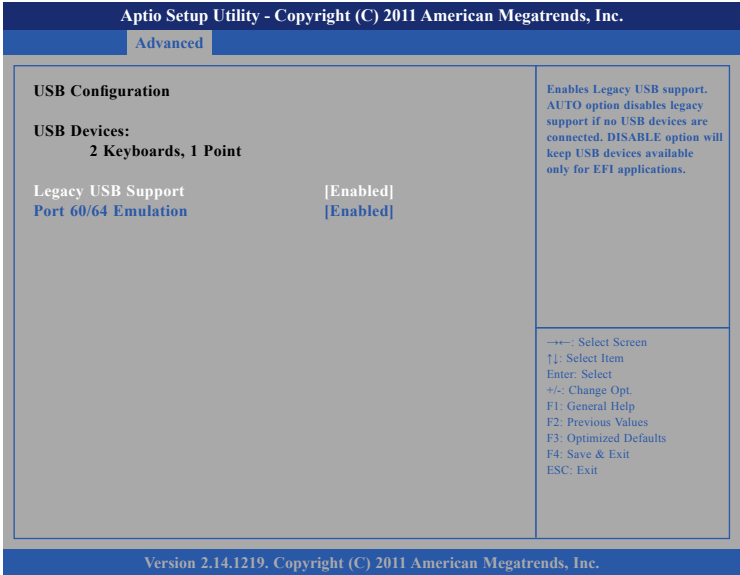 Aptio Setup Utility - Copyright (C) 2011 American Megatrends, Inc.
Advanced
USB Configuration
USB Devices:
2 Keyboards, 1 Point
Legacy USB Support [Enabled]
Port 60/64 Emulation [Enabled]
Enables Legacy USB support.
AUTO option disables legacy
support if no USB devices are
connected. DISABLE option will
keep USB devices available
only for EFI applications.
→←: Select Screen
↑↓: Select Item
Enter: Select
+/-: Change Opt.
F1: General Help
F2: Previous Values
F3: Optimized Defaults
F4: Save & Exit
ESC: Exit
Version 2.14.1219. Copyright (C) 2011 American Megatrends, Inc.